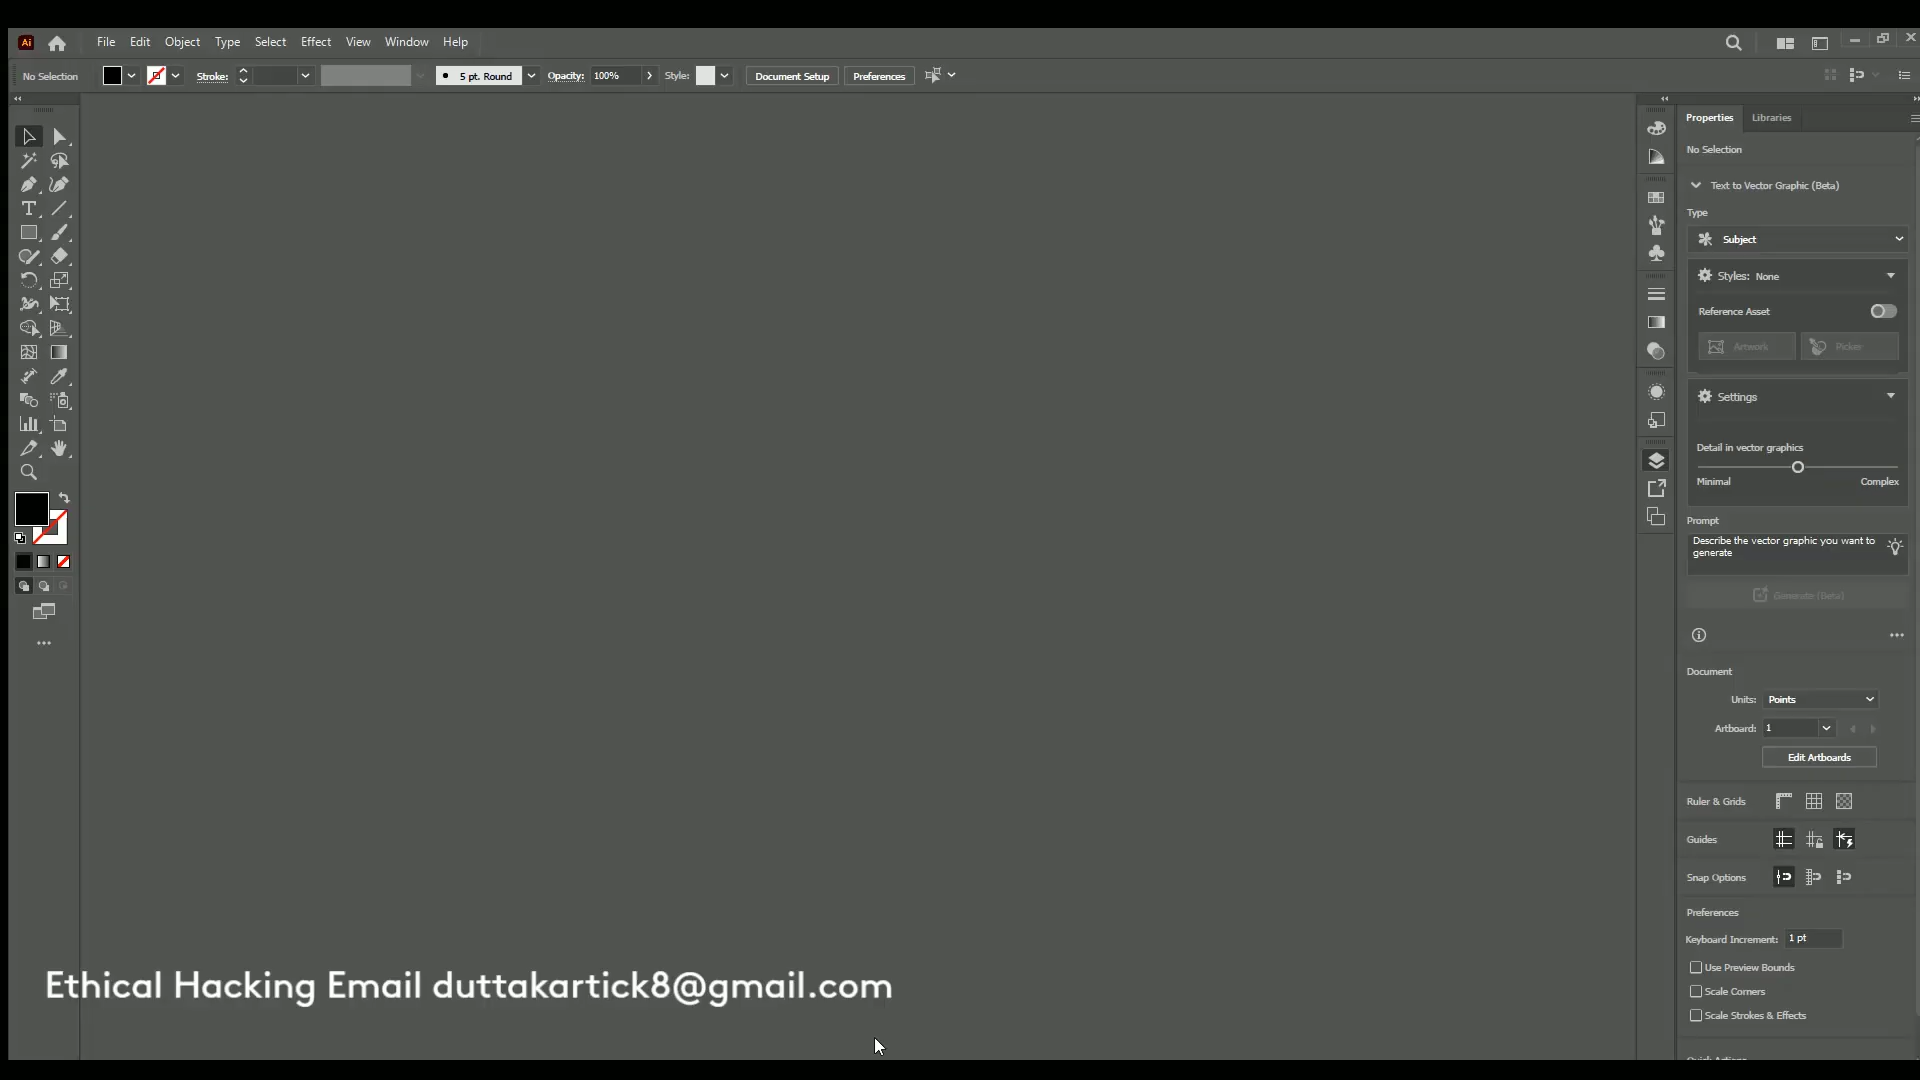 Ai File Edit Object Type Select Effect View Window Help
No Selection Stroke: 5 pt. Round Opacity: 100% Style: Document Setup Preferences
Properties Libraries
No Selection
Text to Vector Graphic (Beta)
Type
Subject
Styles: None
Reference Asset
Artwork Picker
Settings
Detail in vector graphics
Minimal Complex
Prompt
Describe the vector graphic you want to
generate
Generate (Beta)
Document
Units: Points
Artboard: 1
Edit Artboards
Ruler & Grids
Guides
Snap Options
Preferences
Keyboard Increment: 1 pt
Use Preview Bounds
Scale Corners
Scale Strokes & Effects
Ethical Hacking Email duttakartick8@gmail.com